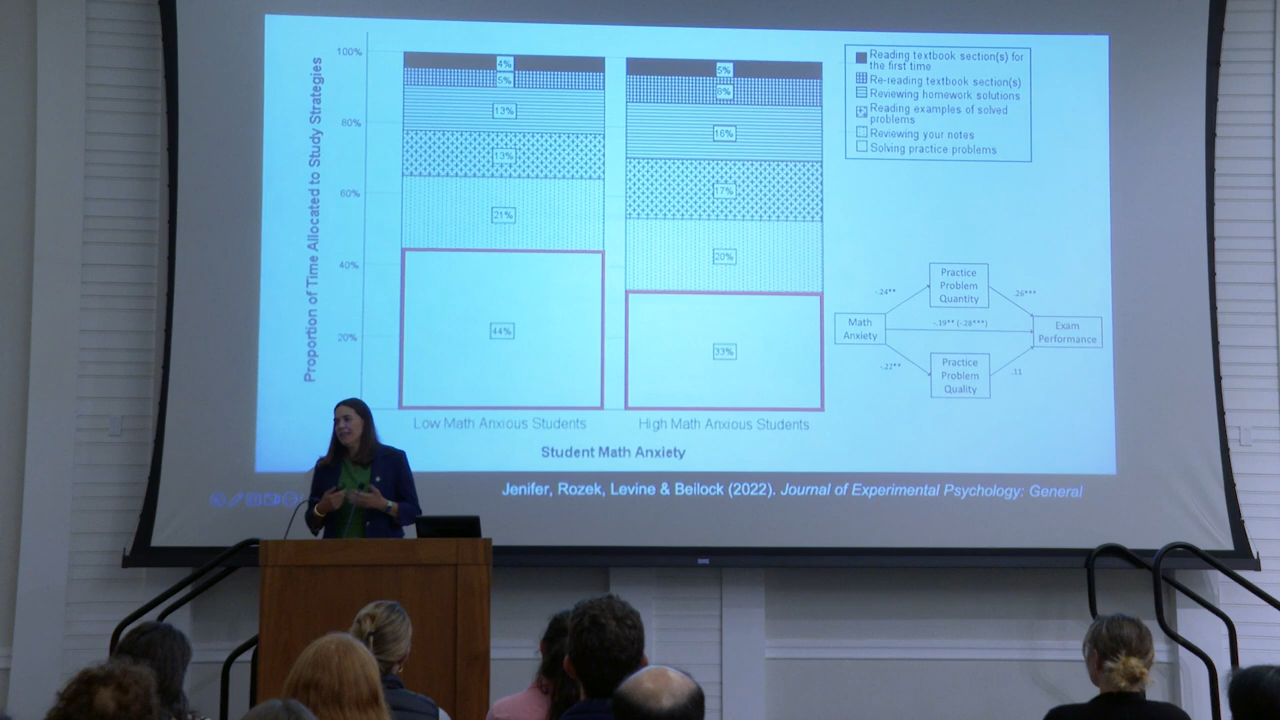 Proportion of Time Allocated to Study Strategies
100%
80%
60%
40%
20%
4%
5%
13%
13%
21%
44%
5%
8%
16%
17%
20%
33%
Low Math Anxious Students
High Math Anxious Students
Student Math Anxiety
Reading textbook section(s) for
the first time
Re-reading textbook section(s)
Reviewing homework solutions
Reading examples of solved
problems
Reviewing your notes
Solving practice problems
Practice
Problem
Quantity
-.24**
.26***
Math
Anxiety
-.19** (-.28***)
Exam
Performance
-.22**
.11
Practice
Problem
Quality
Jenifer, Rozek, Levine & Beilock (2022). Journal of Experimental Psychology: General